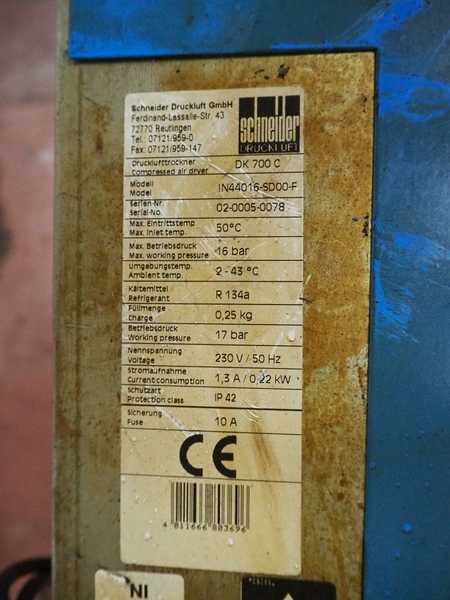 Schneider Druckluft GmbH
Ferdinand-Lassalle-Str. 43
72770 Reutlingen
Tel.: 07121/959-0
Fax: 07121/959-147
schneider
DRUCKLUFT
Drucklufttrockner
Compressed air dryer
DK 700 C
Modell
Model
IN44016-SD00-F
Serien-Nr.
Serial-No.
02-0005-0078
Max. Eintrittstemp.
Max. inlet temp.
50°C
Max. Betriebsdruck
Max. working pressure
16 bar
Umgebungstemp.
Ambient temp.
2 - 43 °C
Kältemittel
Refrigerant
R 134a
Füllmenge
Charge
0,25 kg
Betriebsdruck
Working pressure
17 bar
Nennspannung
Voltage
230 V / 50 Hz
Stromaufnahme
Current consumption
1,3 A / 0,22 kW
Schutzart
Protection class
IP 42
Sicherung
Fuse
10 A
CE
4 011666 803696
NI